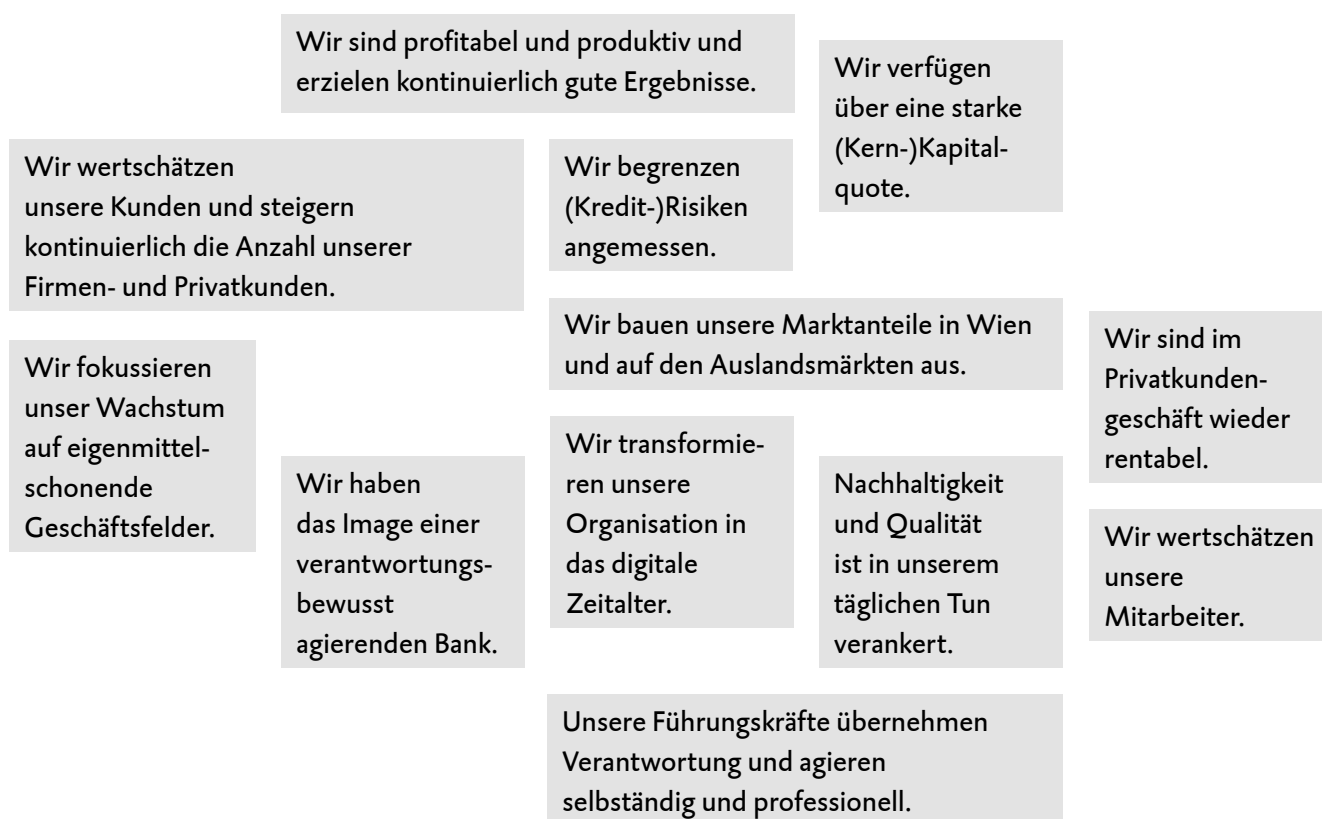 Wir sind profitabel und produktiv und
erzielen kontinuierlich gute Ergebnisse.
Wir verfügen
über eine starke
(Kern-)Kapital-
quote.
Wir wertschätzen
unsere Kunden und steigern
kontinuierlich die Anzahl unserer
Firmen- und Privatkunden.
Wir begrenzen
(Kredit-)Risiken
angemessen.
Wir bauen unsere Marktanteile in Wien
und auf den Auslandsmärkten aus.
Wir sind im
Privatkunden-
geschäft wieder
rentabel.
Wir fokussieren
unser Wachstum
auf eigenmittel-
schonende
Geschäftsfelder.
Wir haben
das Image einer
verantwortungs-
bewusst
agierenden Bank.
Wir transformie-
ren unsere
Organisation in
das digitale
Zeitalter.
Nachhaltigkeit
und Qualität
ist in unserem
täglichen Tun
verankert.
Wir wertschätzen
unsere
Mitarbeiter.
Unsere Führungskräfte übernehmen
Verantwortung und agieren
selbständig und professionell.